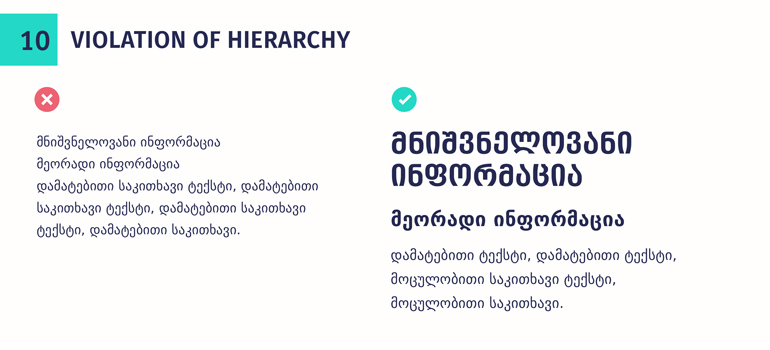 10 VIOLATION OF HIERARCHY
მნიშვნელოვანი ინფორმაცია
მეორადი ინფორმაცია
დამატებითი საკითხავი ტექსტი, დამატებითი
საკითხავი ტექსტი, დამატებითი საკითხავი
ტექსტი, დამატებითი საკითხავი.
მნიშვნელოვანი
ინფორმაცია
მეორადი ინფორმაცია
დამატებითი ტექსტი, დამატებითი ტექსტი,
მოცულობითი საკითხავი ტექსტი,
მოცულობითი საკითხავი.